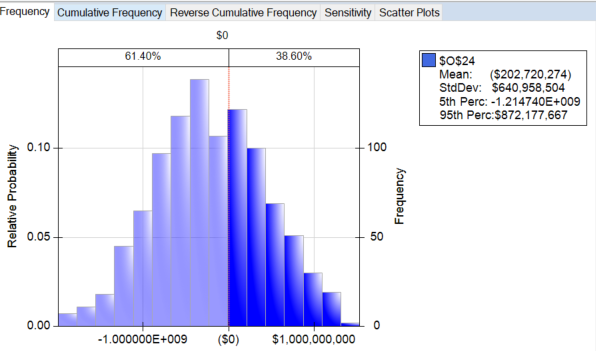 Frequency Cumulative Frequency Reverse Cumulative Frequency Sensitivity Scatter Plots
$0
61.40% 38.60%
$O$24
Mean: ($202,720,274)
StdDev: $640,958,504
5th Perc: -1.214740E+009
95th Perc:$872,177,667
Relative Probability
0.10
0.05
0.00
100
50
0
Frequency
-1.000000E+009 ($0) $1,000,000,000